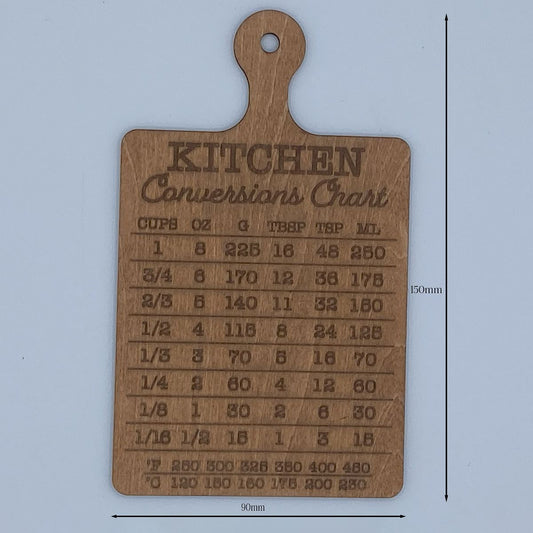 KITCHEN
Conversions Chart
CUPS OZ G TBSP TSP ML
1 8 225 16 48 250
3/4 6 170 12 36 175
2/3 5 140 11 32 150
1/2 4 115 8 24 125
1/3 3 70 5 16 70
1/4 2 60 4 12 60
1/8 1 30 2 6 30
1/16 1/2 15 1 3 15
°F 250 300 325 350 400 450
°C 120 150 160 175 200 230
150mm
90mm